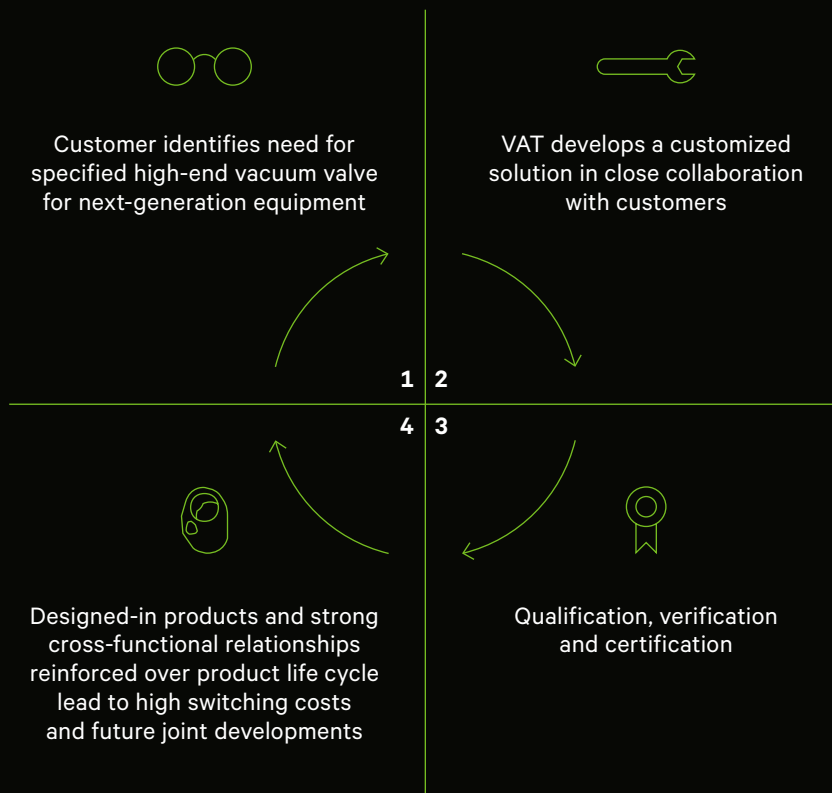 Customer identifies need for
specified high-end vacuum valve
for next-generation equipment
1
VAT develops a customized
solution in close collaboration
with customers
2
3
Qualification, verification
and certification
4
Designed-in products and strong
cross-functional relationships
reinforced over product life cycle
lead to high switching costs
and future joint developments